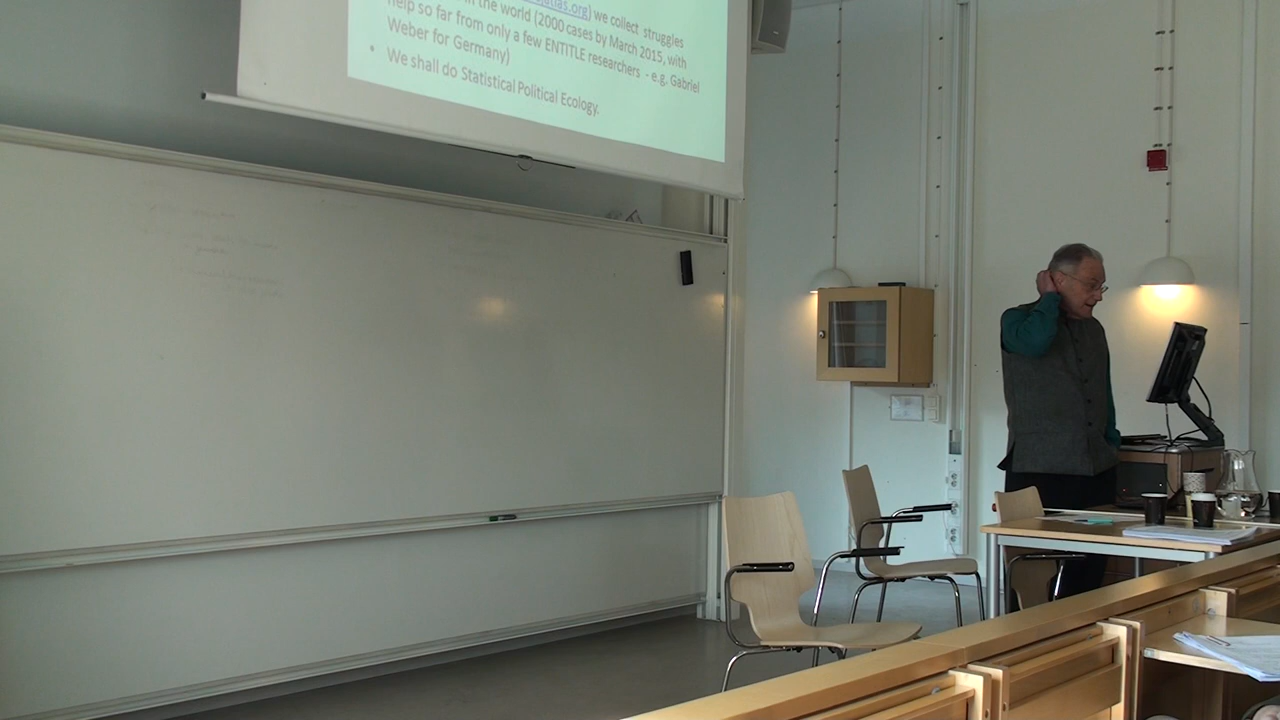 in the world (2000 cases by March 2015, with
.org) we collect struggles
help so far from only a few ENTITLE researchers - e.g. Gabriel
Weber for Germany)
• We shall do Statistical Political Ecology.